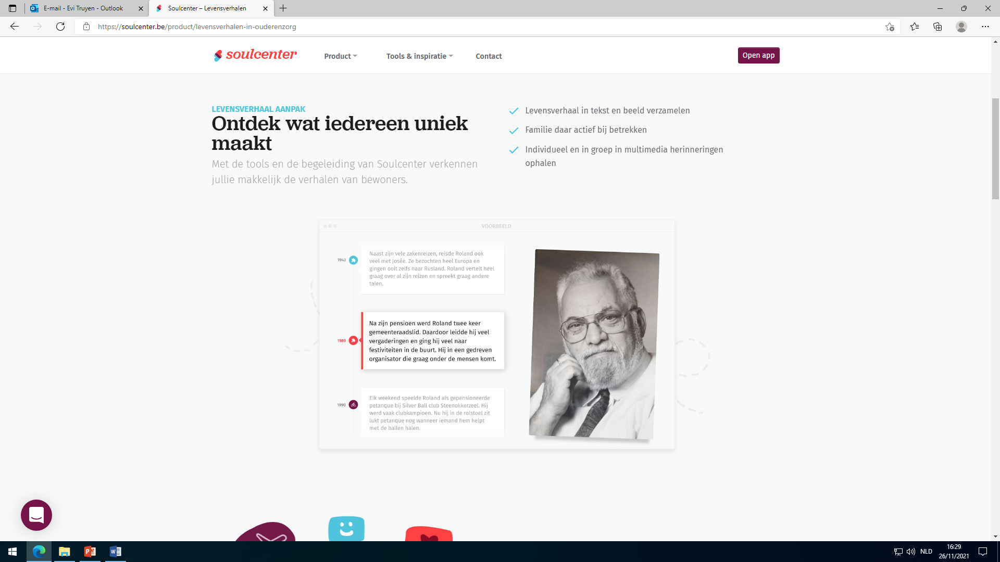 E-mail - Evi Truyen - Outlook
Soulcenter – Levensverhalen
https://soulcenter.be/product/levensverhalen-in-ouderenzorg
soulcenter
Product
Tools & inspiratie
Contact
Open app
LEVENSVERHAAL AANPAK
Ontdek wat iedereen uniek
maakt
Met de tools en de begeleiding van Soulcenter verkennen
jullie makkelijk de verhalen van bewoners.
Levensverhaal in tekst en beeld verzamelen
Familie daar actief bij betrekken
Individueel en in groep in multimedia herinneringen
ophalen
VOORBEELD
1943
Naast zijn vele zakenreizen, reisde Roland ook
veel met Josée. Ze bezochten heel Europa en
gingen ooit zelfs naar Rusland. Roland vertelt heel
graag over al zijn reizen en spreekt graag andere
talen.
1989
Na zijn pensioen werd Roland twee keer
gemeenteraadslid. Daardoor leidde hij veel
vergaderingen en ging hij veel naar
festiviteiten in de buurt. Hij in een gedreven
organisator die graag onder de mensen komt.
1990
Elk weekend speelde Roland als gepensioneerde
petanque bij Silver Ball club Steenokkerzeel. Hij
werd vaak clubkampioen. Nu hij in de rolstoel zit
lukt petanque nog wanneer iemand hem helpt
met de ballen halen.
NLD
16:29
26/11/2021